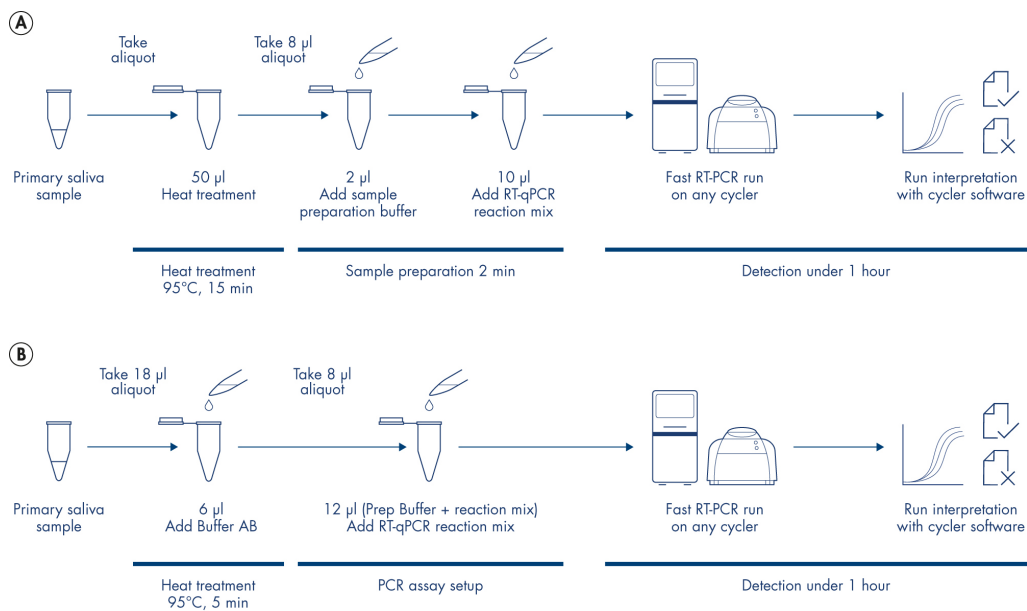 A
Take
aliquot
Take 8 µl
aliquot
Primary saliva
sample
50 µl
Heat treatment
2 µl
Add sample
preparation buffer
10 µl
Add RT-qPCR
reaction mix
Fast RT-PCR run
on any cycler
Run interpretation
with cycler software
Heat treatment
95°C, 15 min
Sample preparation 2 min
Detection under 1 hour
B
Take 18 µl
aliquot
Take 8 µl
aliquot
Primary saliva
sample
6 µl
Add Buffer AB
12 µl (Prep Buffer + reaction mix)
Add RT-qPCR reaction mix
Fast RT-PCR run
on any cycler
Run interpretation
with cycler software
Heat treatment
95°C, 5 min
PCR assay setup
Detection under 1 hour